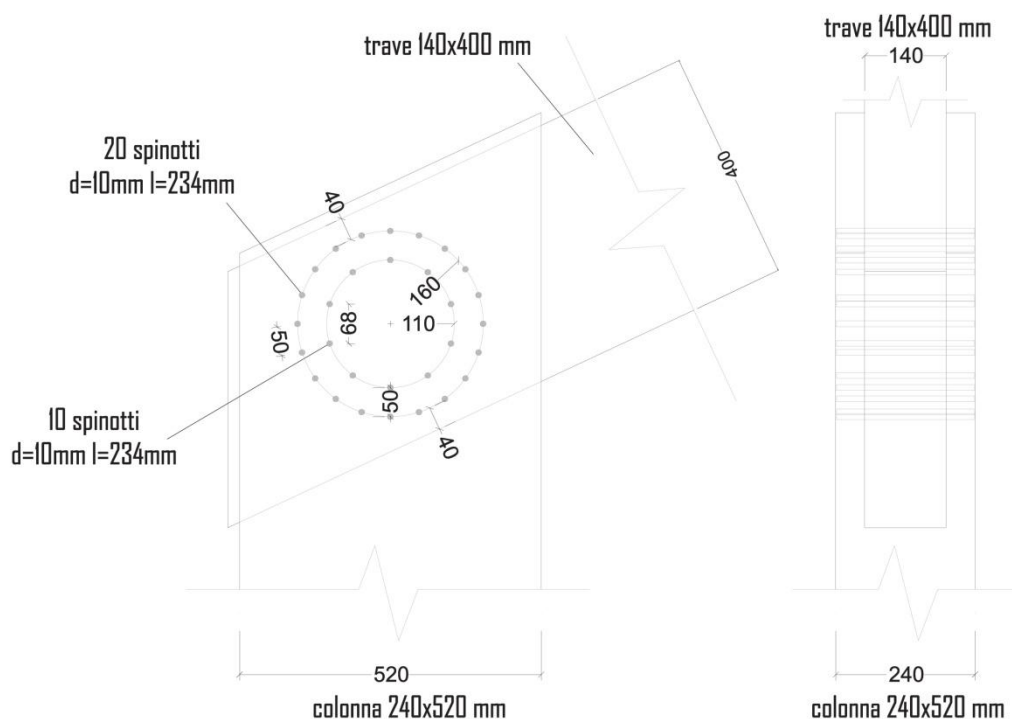 trave 140x400 mm
trave 140x400 mm
140
20 spinotti
d=10mm l=234mm
400
40
160
68
110
50
50
10 spinotti
d=10mm l=234mm
40
520
240
colonna 240x520 mm
colonna 240x520 mm